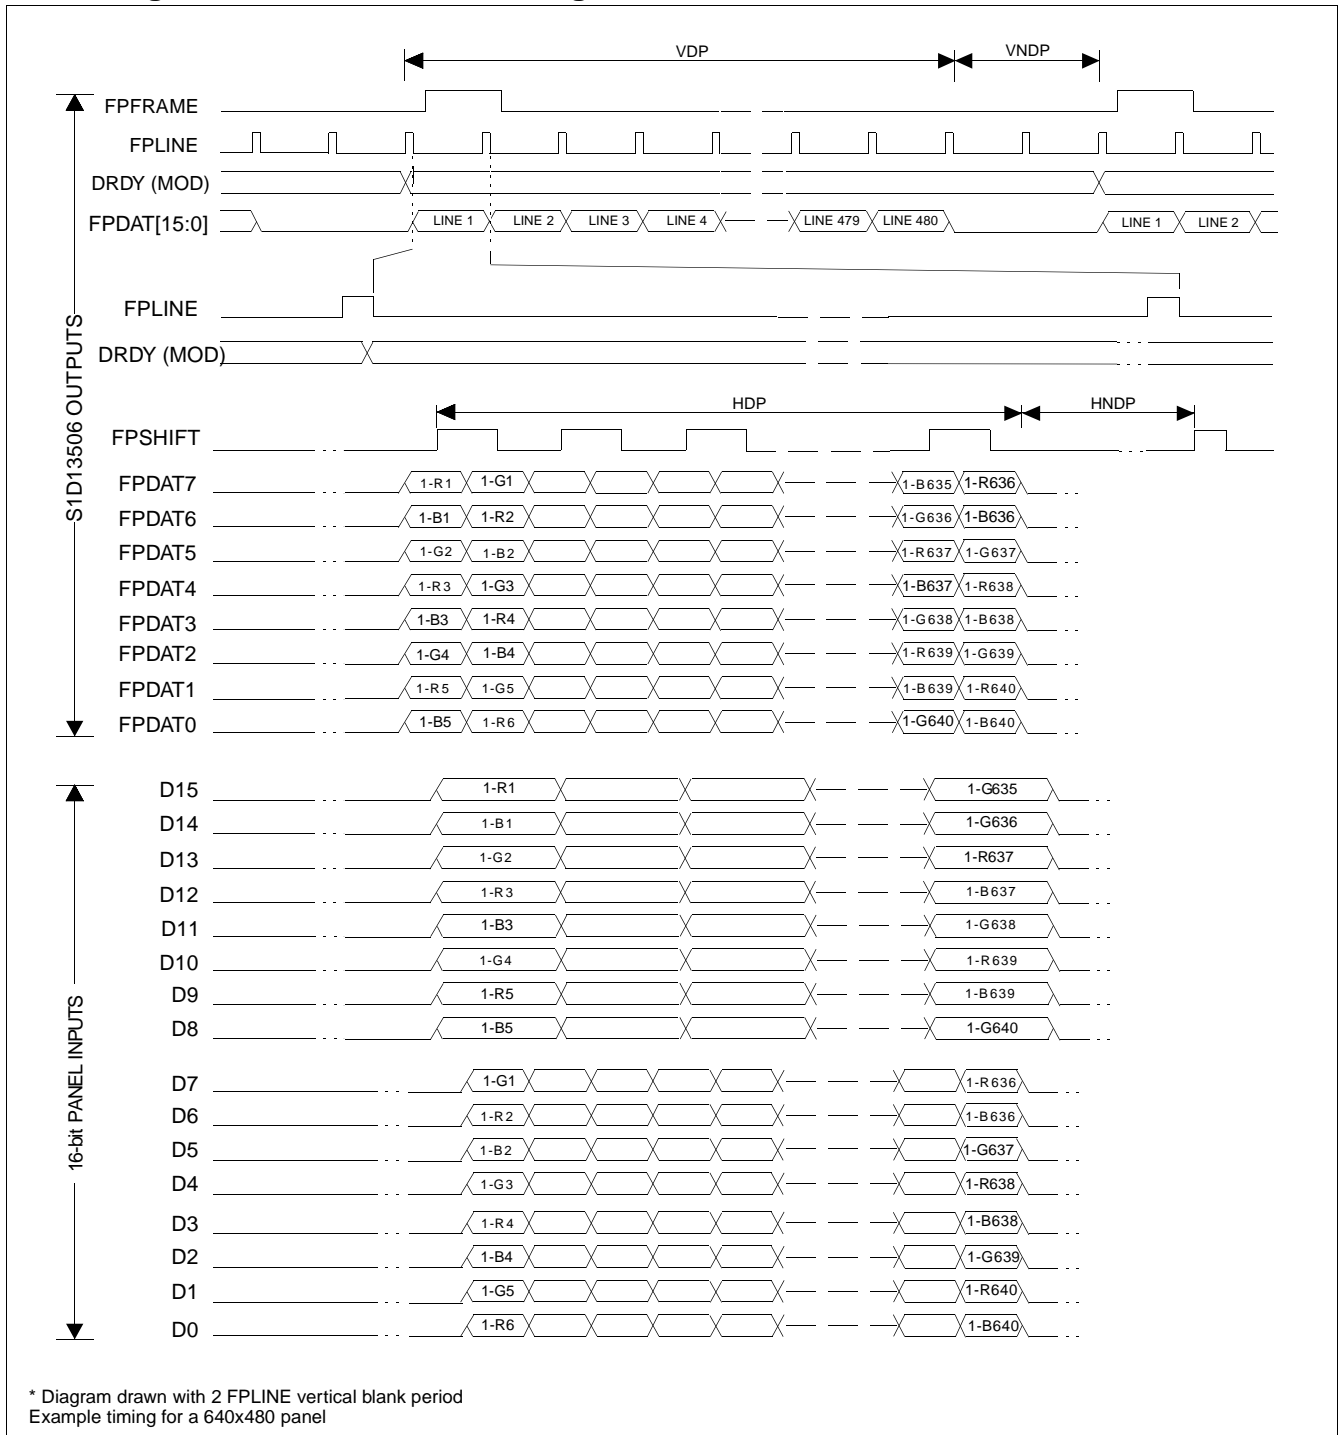 VDP VNDP
FPFRAME
FPLINE
DRDY (MOD)
FPDAT[15:0] LINE 1 LINE 2 LINE 3 LINE 4 LINE 479 LINE 480 LINE 1 LINE 2
FPLINE
DRDY (MOD)
HDP HNDP
FPSHIFT
FPDAT7 1-R1 1-G1 1-B635 1-R636
FPDAT6 1-B1 1-R2 1-G636 1-B636
FPDAT5 1-G2 1-B2 1-R637 1-G637
FPDAT4 1-R3 1-G3 1-B637 1-R638
FPDAT3 1-B3 1-R4 1-G638 1-B638
FPDAT2 1-G4 1-B4 1-R639 1-G639
FPDAT1 1-R5 1-G5 1-B639 1-R640
FPDAT0 1-B5 1-R6 1-G640 1-B640
S1D13506 OUTPUTS
D15 1-R1 1-G635
D14 1-B1 1-G636
D13 1-G2 1-R637
D12 1-R3 1-B637
D11 1-B3 1-G638
D10 1-G4 1-R639
D9 1-R5 1-B639
D8 1-B5 1-G640
D7 1-G1 1-R636
D6 1-R2 1-B636
D5 1-B2 1-G637
D4 1-G3 1-R638
D3 1-R4 1-B638
D2 1-B4 1-G639
D1 1-G5 1-R640
D0 1-R6 1-B640
16-bit PANEL INPUTS
* Diagram drawn with 2 FPLINE vertical blank period
Example timing for a 640x480 panel